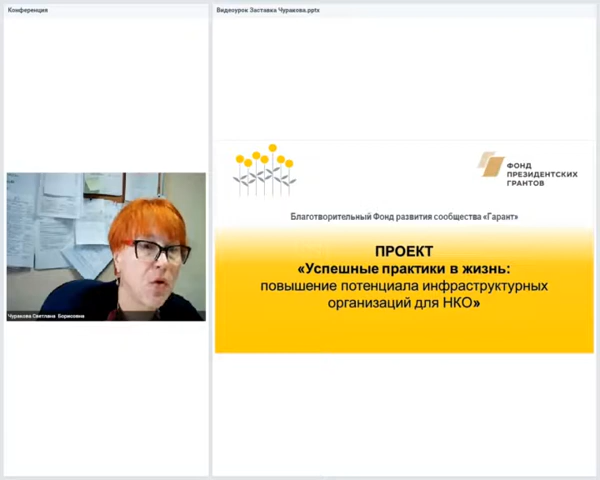 Конференция
Видеоурок Заставка Чуракова.pptx
ФОНД
ПРЕЗИДЕНТСКИХ
ГРАНТОВ
Благотворительный Фонд развития сообщества «Гарант»
ПРОЕКТ
«Успешные практики в жизнь:
повышение потенциала инфраструктурных
организаций для НКО»
Чуракова Светлана Борисовна